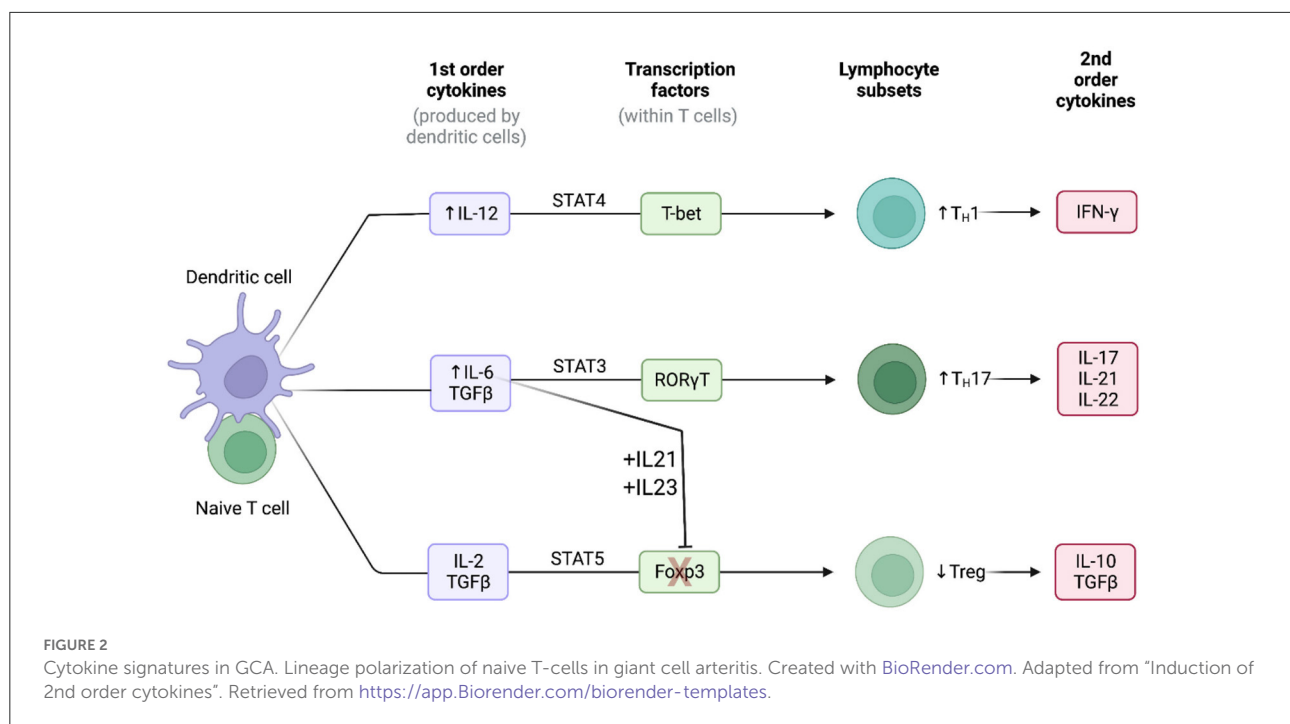 1st order
cytokines
(produced by
dendritic cells)
Transcription
factors
(within T cells)
Lymphocyte
subsets
2nd
order
cytokines
Dendritic cell
Naive T cell
↑IL-12
STAT4
T-bet
↑TH1
IFN-γ
↑IL-6
TGFβ
STAT3
RORγT
↑TH17
IL-17
IL-21
IL-22
+IL21
+IL23
IL-2
TGFβ
STAT5
Foxp3
X
↓Treg
IL-10
TGFβ
FIGURE 2
Cytokine signatures in GCA. Lineage polarization of naive T-cells in giant cell arteritis. Created with BioRender.com. Adapted from “Induction of
2nd order cytokines”. Retrieved from https://app.Biorender.com/biorender-templates.